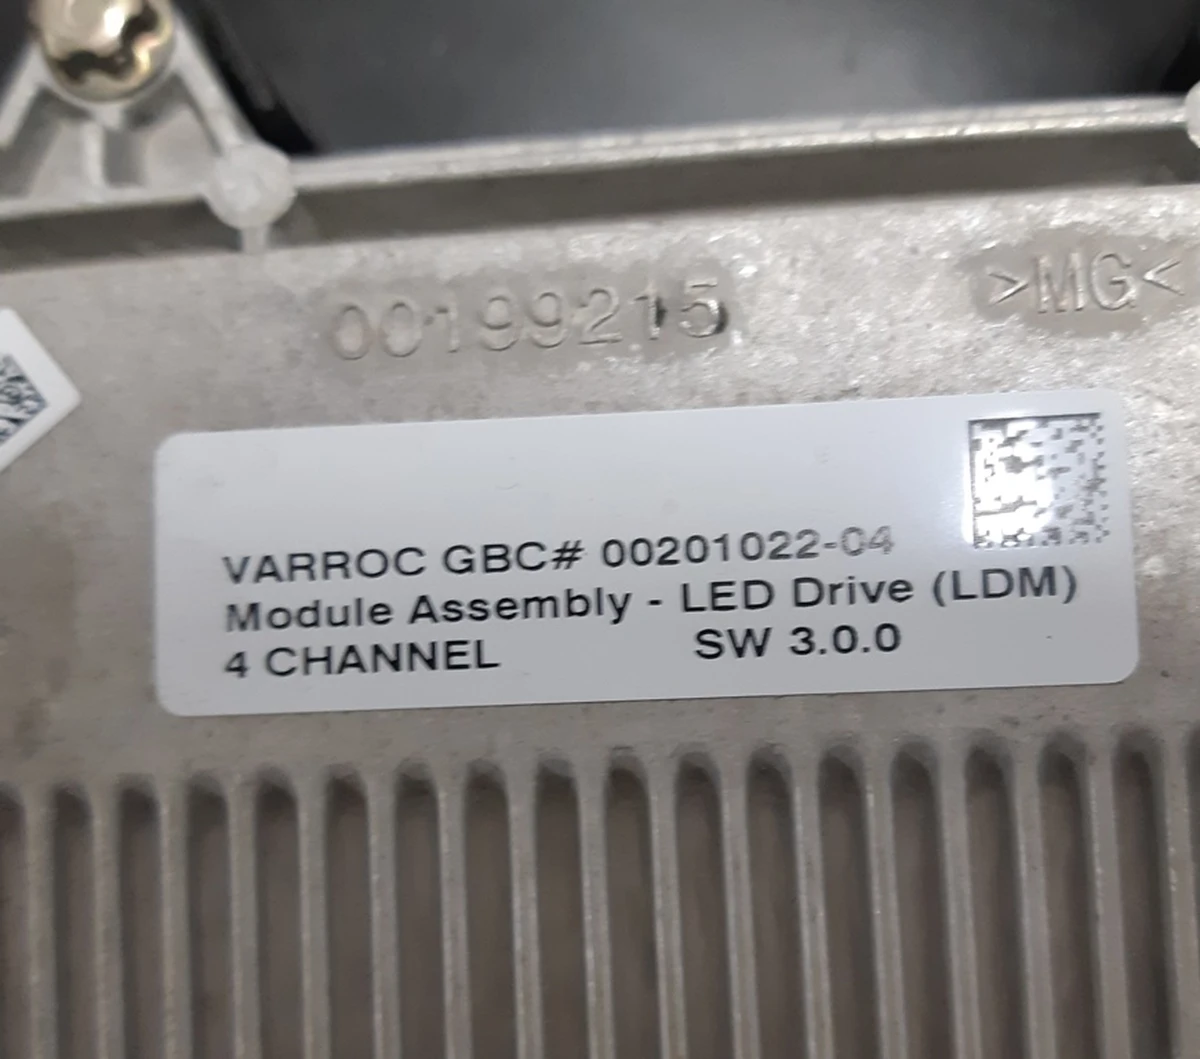 00199215
>MG<
VARROC GBC# 00201022-04
Module Assembly - LED Drive (LDM)
4 CHANNEL SW 3.0.0